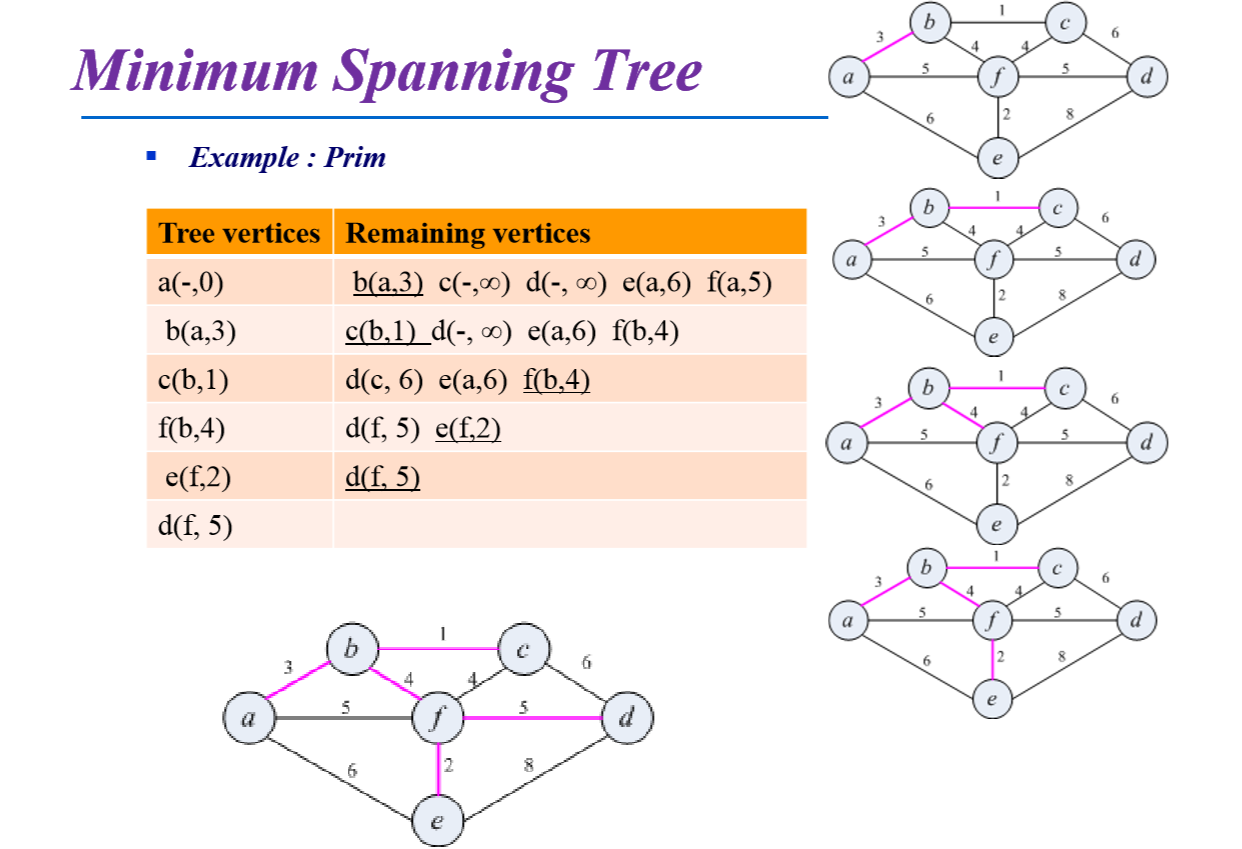 Minimum Spanning Tree
▪ Example : Prim
Tree vertices Remaining vertices
a(-,0) b(a,3) c(-,∞) d(-, ∞) e(a,6) f(a,5)
b(a,3) c(b,1) d(-, ∞) e(a,6) f(b,4)
c(b,1) d(c, 6) e(a,6) f(b,4)
f(b,4) d(f, 5) e(f,2)
e(f,2) d(f, 5)
d(f, 5)
b 1 c
3 4 4 6
a 5 f 5 d
6 2 8
e
b 1 c
3 4 4 6
a 5 f 5 d
6 2 8
e
b 1 c
3 4 4 6
a 5 f 5 d
6 2 8
e
b 1 c
3 4 4 6
a 5 f 5 d
6 2 8
e
b 1 c
3 4 4 6
a 5 f 5 d
6 2 8
e